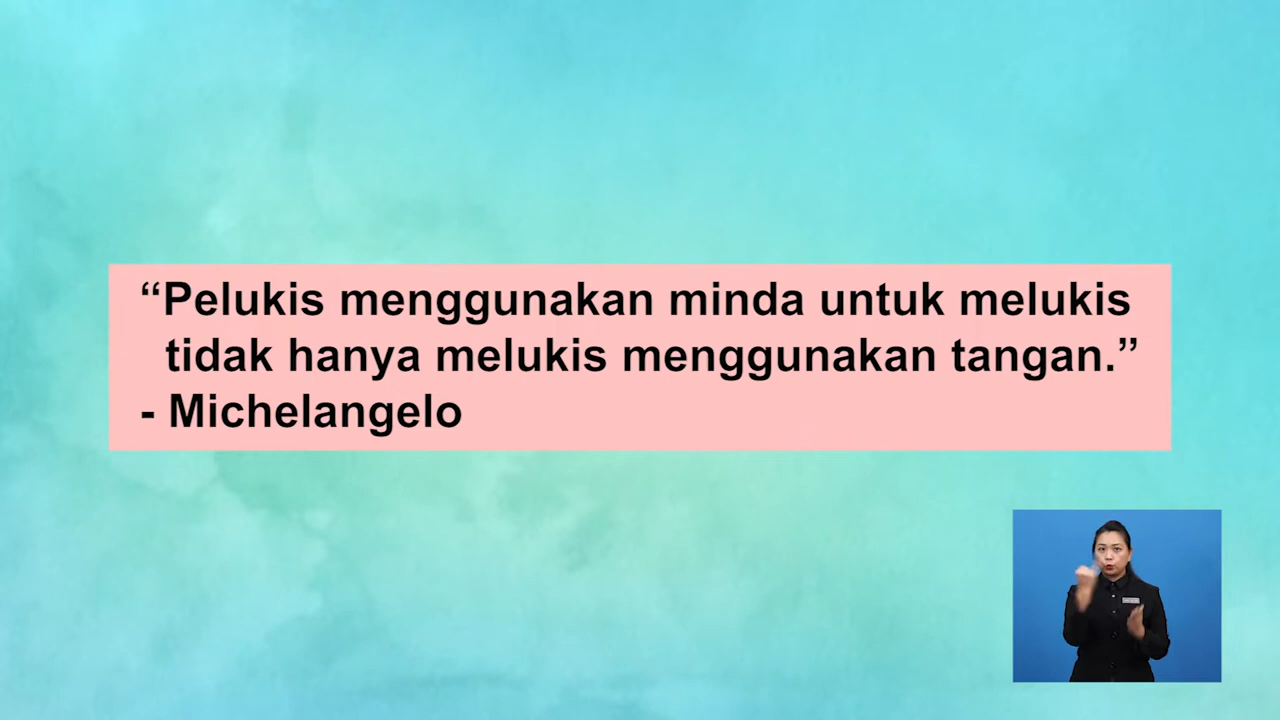 “Pelukis menggunakan minda untuk melukis
tidak hanya melukis menggunakan tangan.”
- Michelangelo